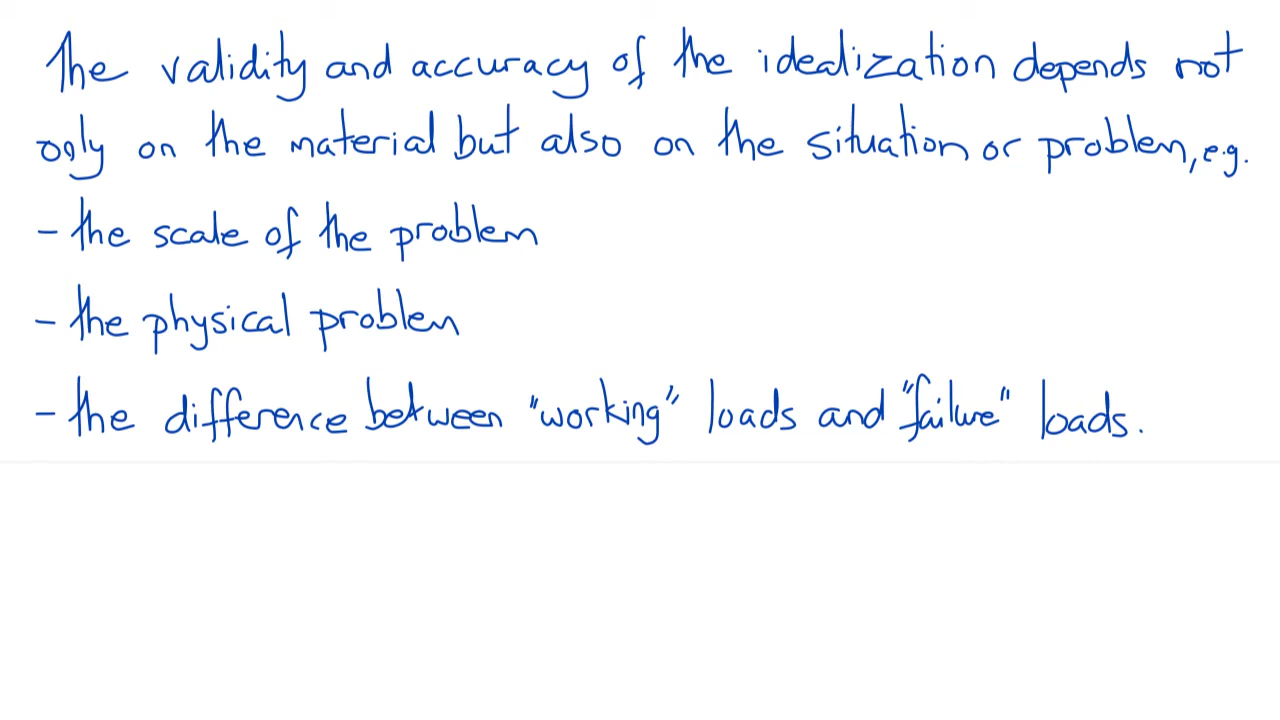 The validity and accuracy of the idealization depends not
only on the material but also on the situation or problem, e.g.
- the scale of the problem
- the physical problem
- the difference between "working" loads and "failure" loads.